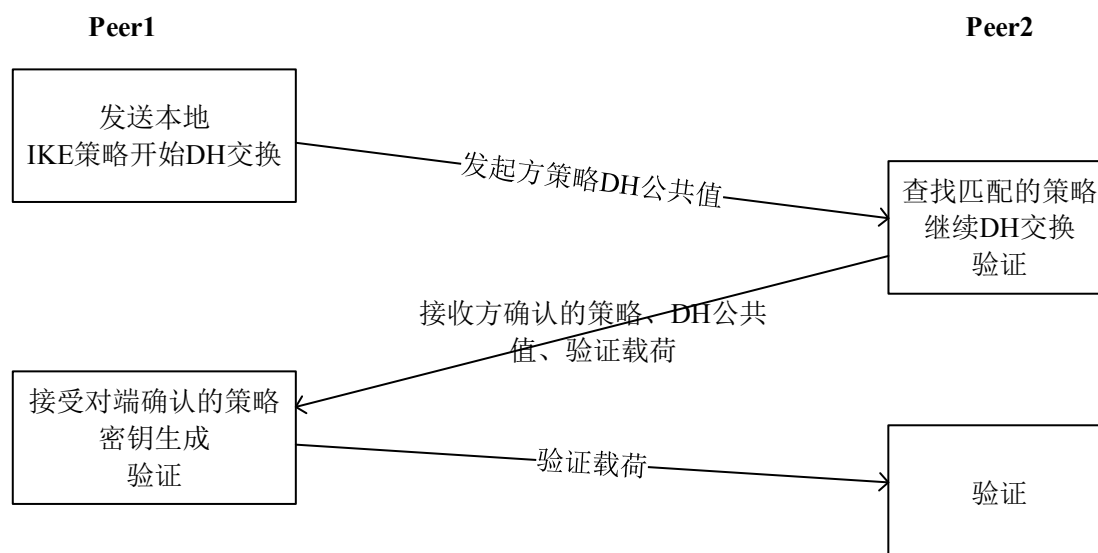 Peer1
Peer2
发送本地
IKE策略开始DH交换
发起方策略DH公共值
查找匹配的策略
继续DH交换
验证
接收方确认的策略、DH公共
值、验证载荷
接受对端确认的策略
密钥生成
验证
验证载荷
验证